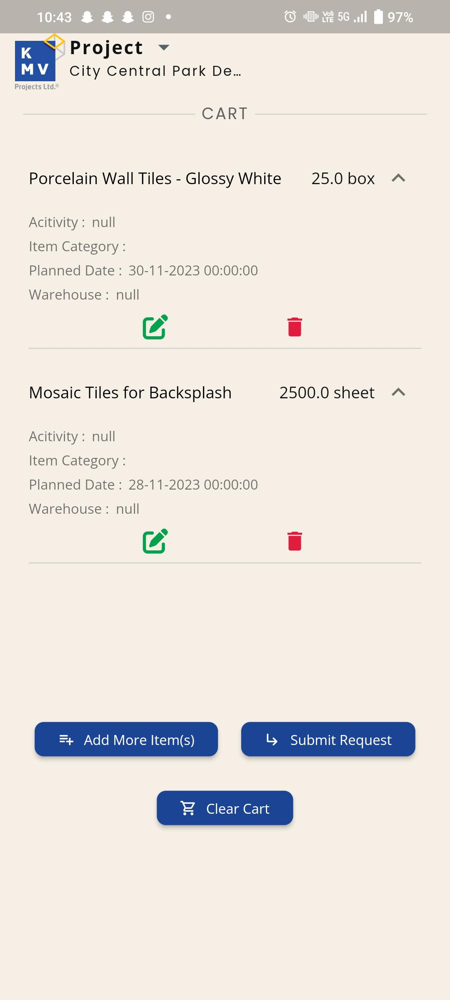 10:43 VoLTE 5G 97%
K
M V
Projects Ltd.®
Project
City Central Park De...
CART
Porcelain Wall Tiles - Glossy White 25.0 box
Acitivity : null
Item Category :
Planned Date : 30-11-2023 00:00:00
Warehouse : null
Mosaic Tiles for Backsplash 2500.0 sheet
Acitivity : null
Item Category :
Planned Date : 28-11-2023 00:00:00
Warehouse : null
Add More Item(s) Submit Request
Clear Cart